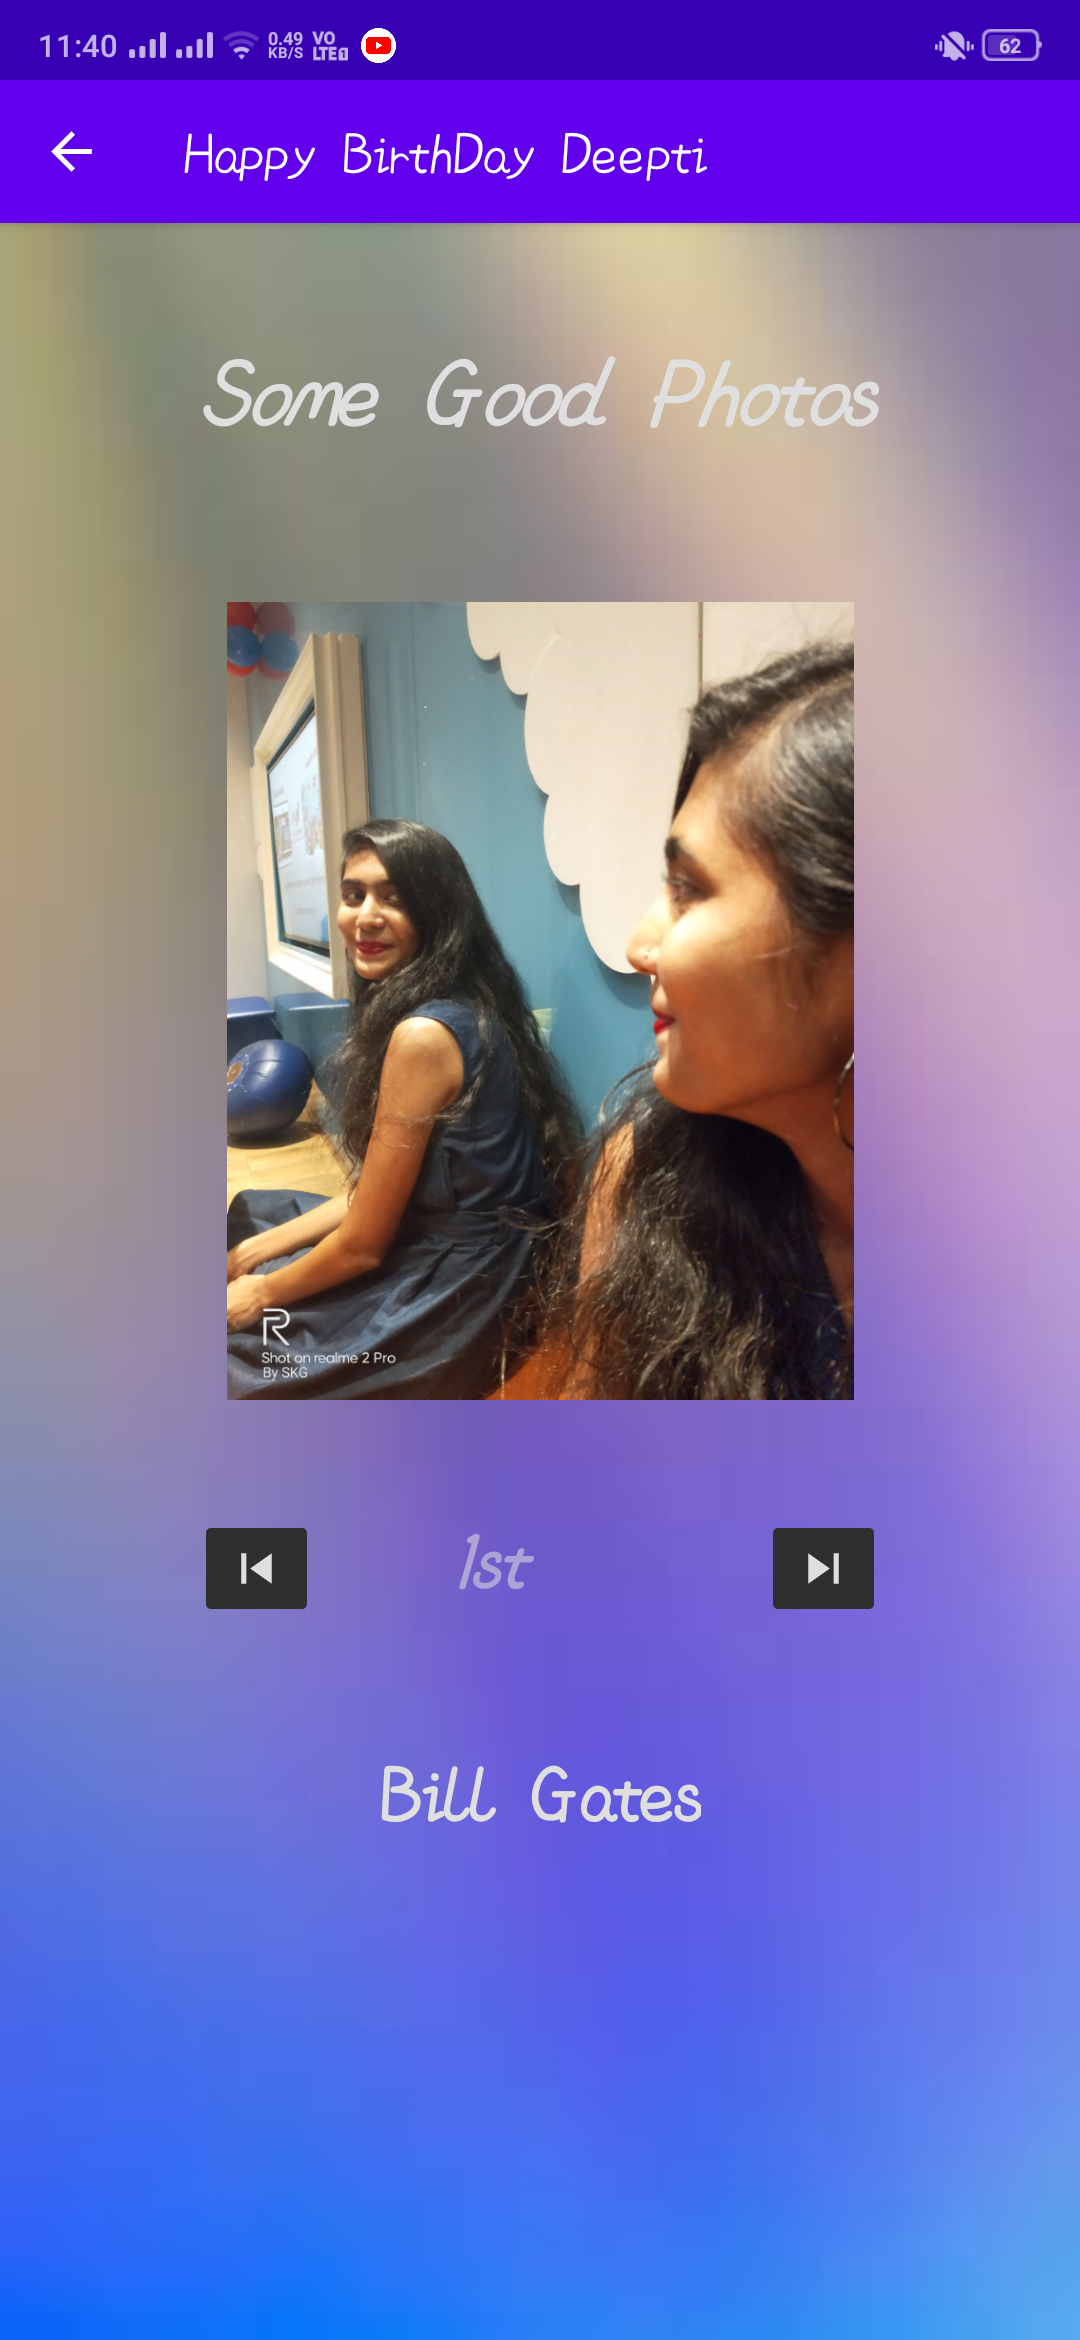 11:40 0.49 KB/S VO LTE 62
Happy BirthDay Deepti
Some Good Photos
R
Shot on realme 2 Pro
By SKG
1st
Bill Gates